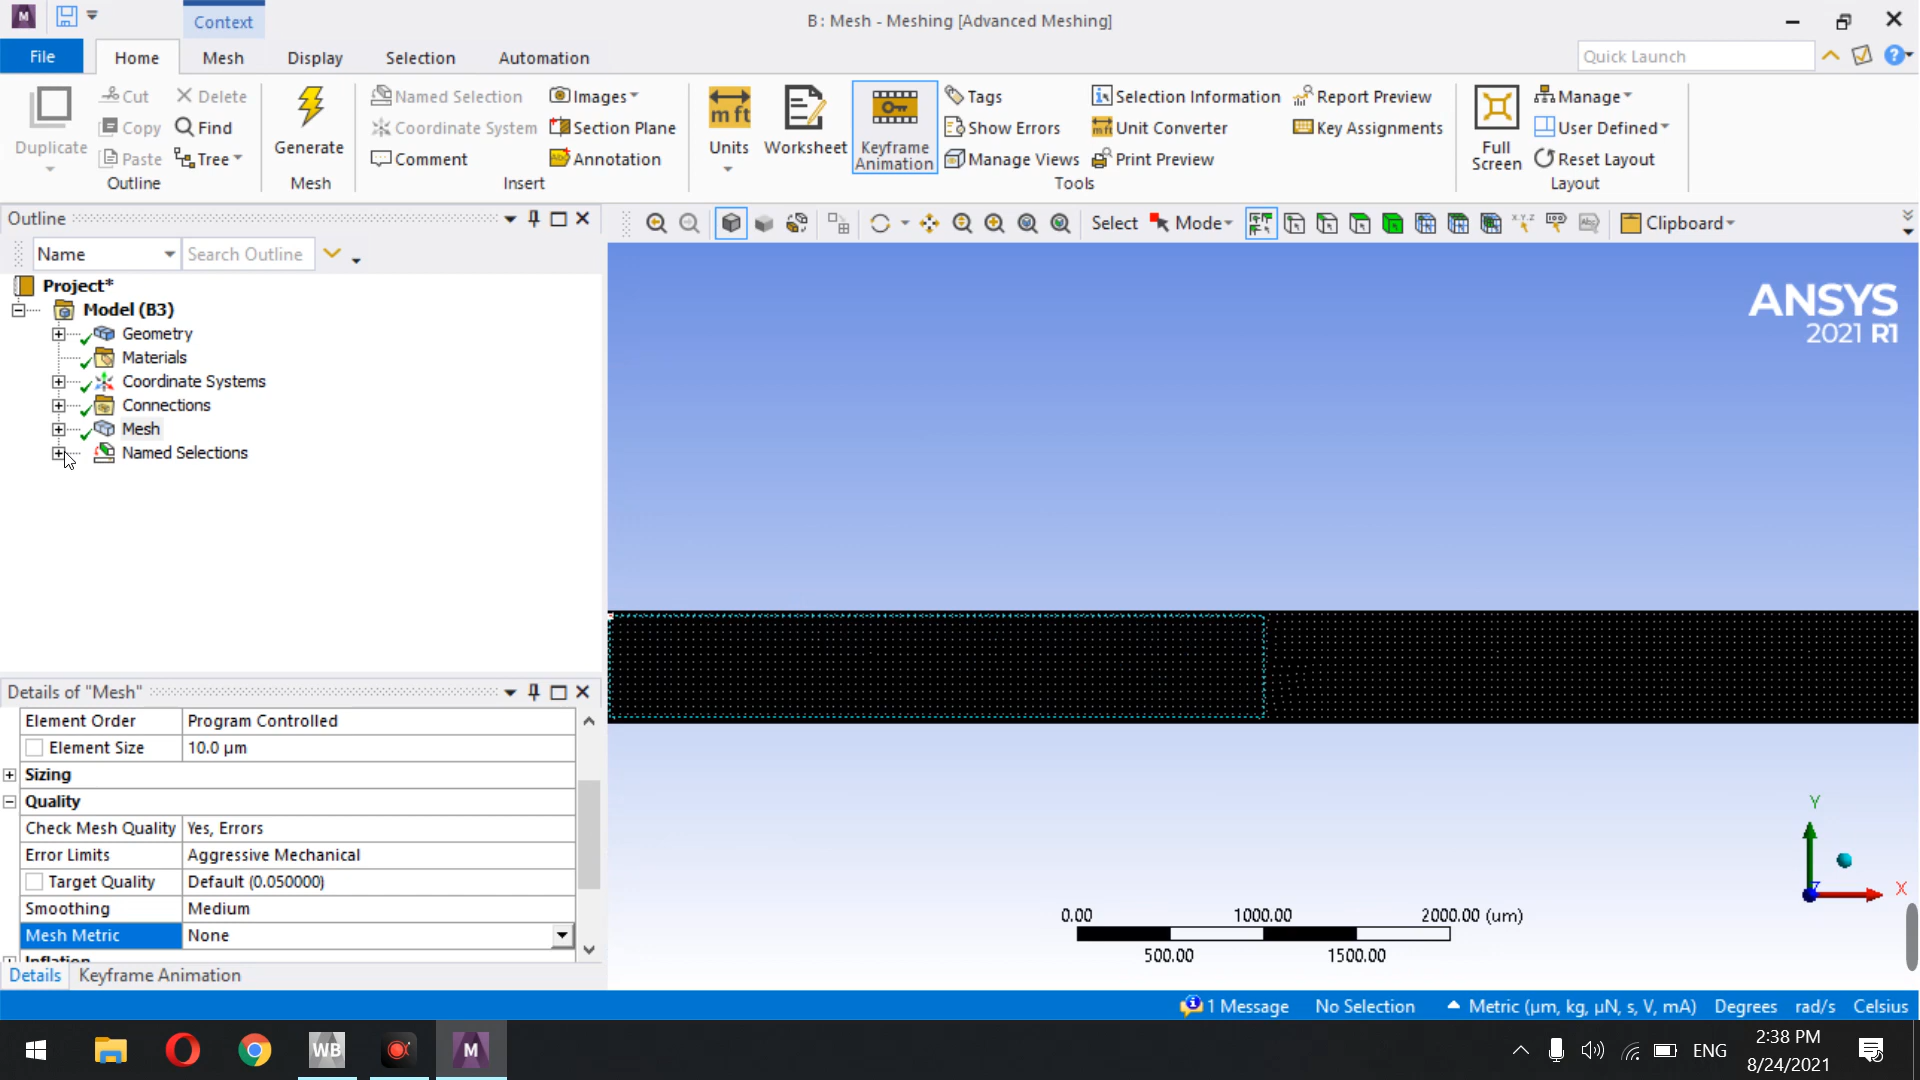 Context
B : Mesh - Meshing [Advanced Meshing]
File
Home
Mesh
Display
Selection
Automation
Quick Launch
Duplicate
Cut
Copy
Paste
Delete
Find
Tree
Outline
Generate
Mesh
Named Selection
Coordinate System
Comment
Images
Section Plane
Annotation
Insert
Units
Worksheet
Keyframe
Animation
Tags
Show Errors
Manage Views
Selection Information
Unit Converter
Print Preview
Report Preview
Key Assignments
Tools
Full
Screen
Manage
User Defined
Reset Layout
Layout
Outline
Name
Search Outline
Select
Mode
Clipboard
Project*
Model (B3)
Geometry
Materials
Coordinate Systems
Connections
Mesh
Named Selections
ANSYS
2021 R1
Details of "Mesh"
Element Order Program Controlled
Element Size 10.0 µm
Sizing
Quality
Check Mesh Quality Yes, Errors
Error Limits Aggressive Mechanical
Target Quality Default (0.050000)
Smoothing Medium
Mesh Metric None
Inflation
Details
Keyframe Animation
0.00 1000.00 2000.00 (um)
500.00 1500.00
Y
X
Z
1 Message
No Selection
Metric (µm, kg, µN, s, V, mA)
Degrees
rad/s
Celsius
WB
M
ENG
2:38 PM
8/24/2021